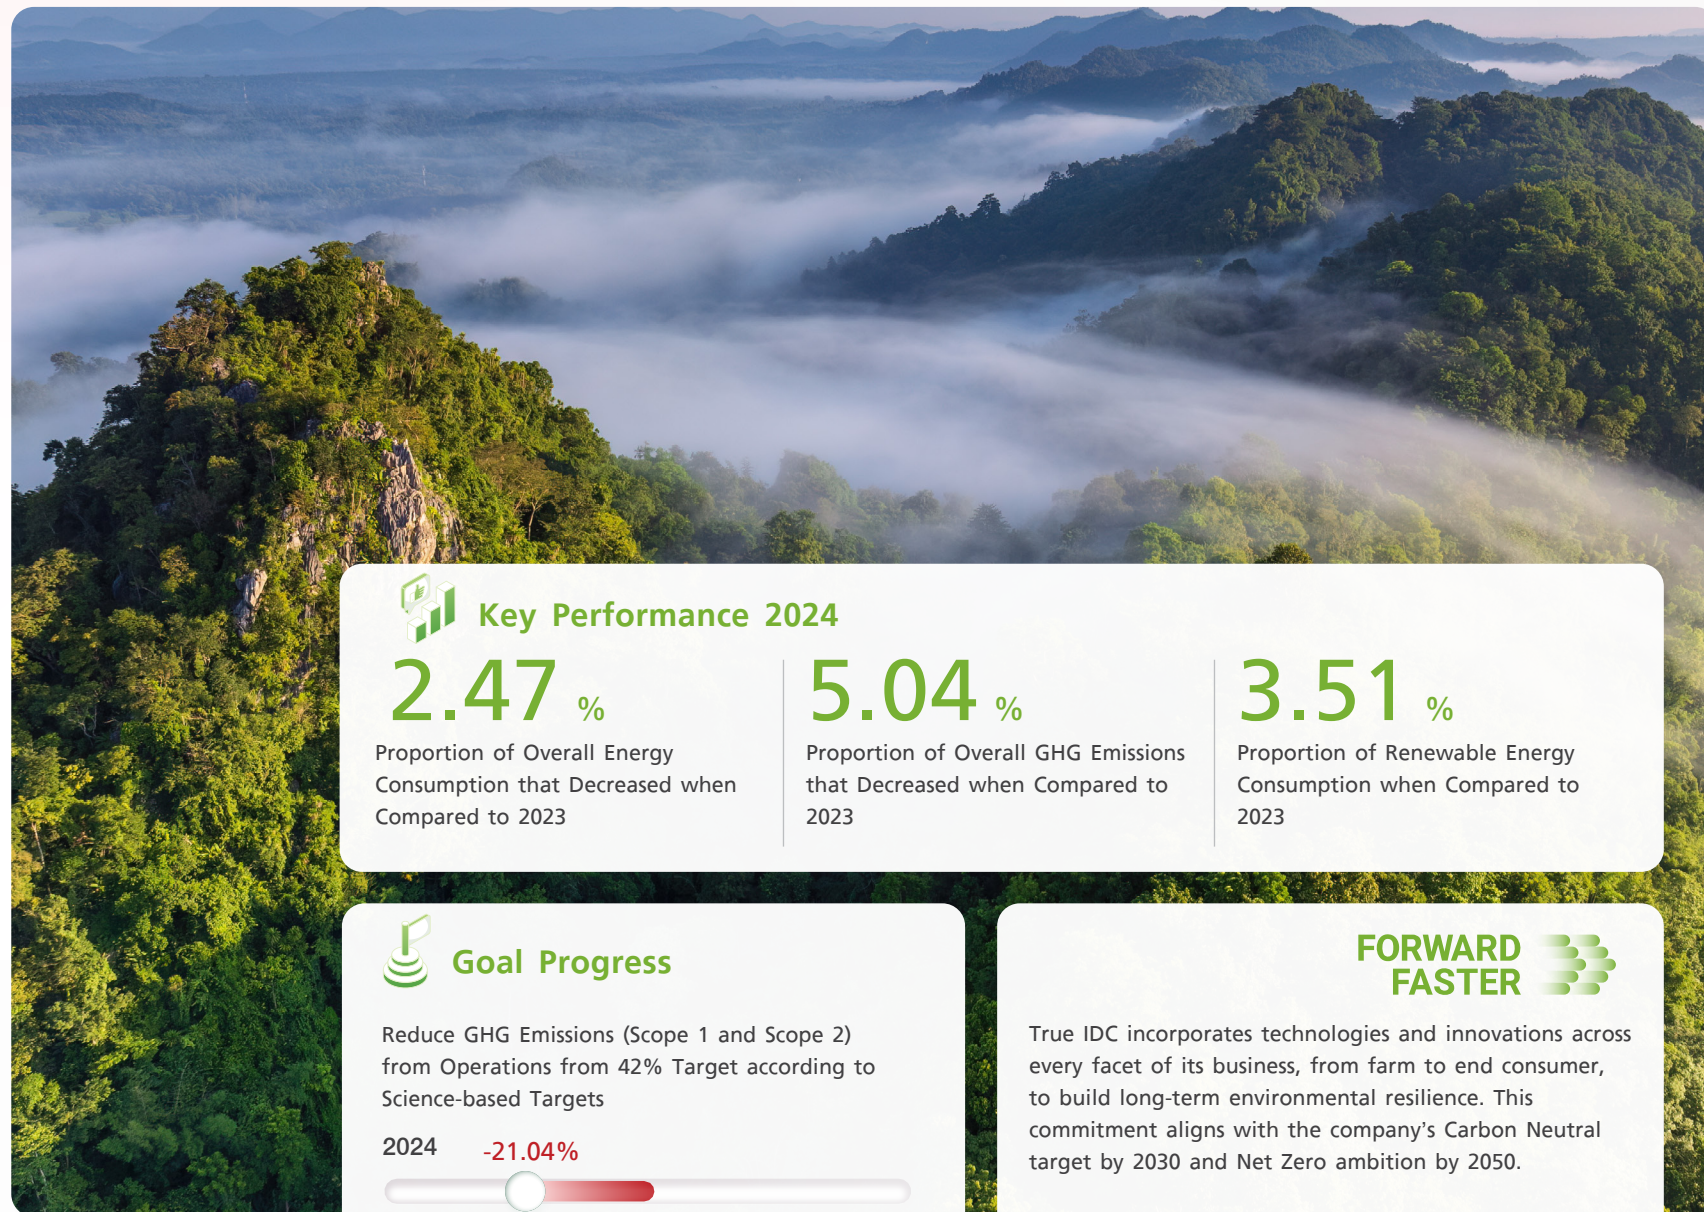 Key Performance 2024
2.47 %
Proportion of Overall Energy
Consumption that Decreased when
Compared to 2023
5.04 %
Proportion of Overall GHG Emissions
that Decreased when Compared to
2023
3.51 %
Proportion of Renewable Energy
Consumption when Compared to
2023
Goal Progress
Reduce GHG Emissions (Scope 1 and Scope 2)
from Operations from 42% Target according to
Science-based Targets
2024 -21.04%
FORWARD
FASTER
True IDC incorporates technologies and innovations across
every facet of its business, from farm to end consumer,
to build long-term environmental resilience. This
commitment aligns with the company's Carbon Neutral
target by 2030 and Net Zero ambition by 2050.